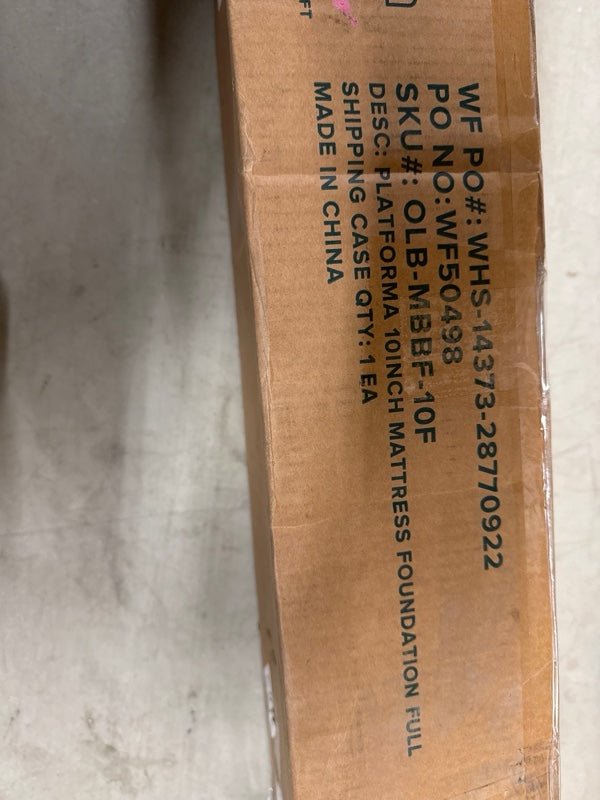 WF PO#: WHS-14373-28770922
PO NO:WF50498
SKU#: OLB-MBBF-10F
DESC: PLATFORMA 10INCH MATTRESS FOUNDATION FULL
SHIPPING CASE QTY: 1 EA
MADE IN CHINA
FT